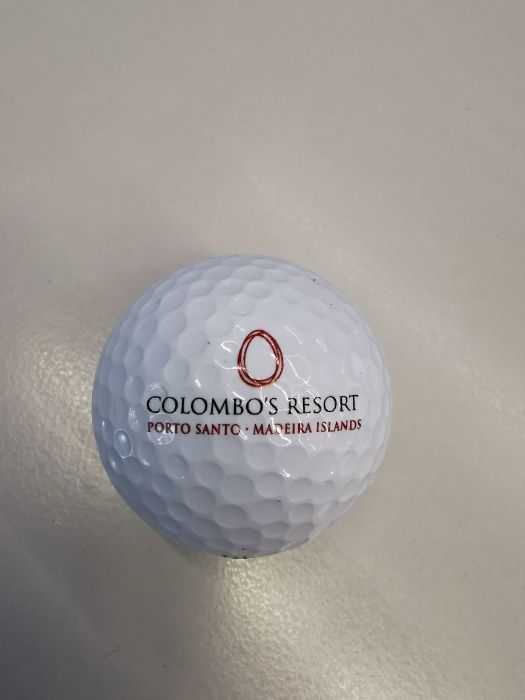 COLOMBO'S RESORT
PORTO SANTO · MADEIRA ISLANDS